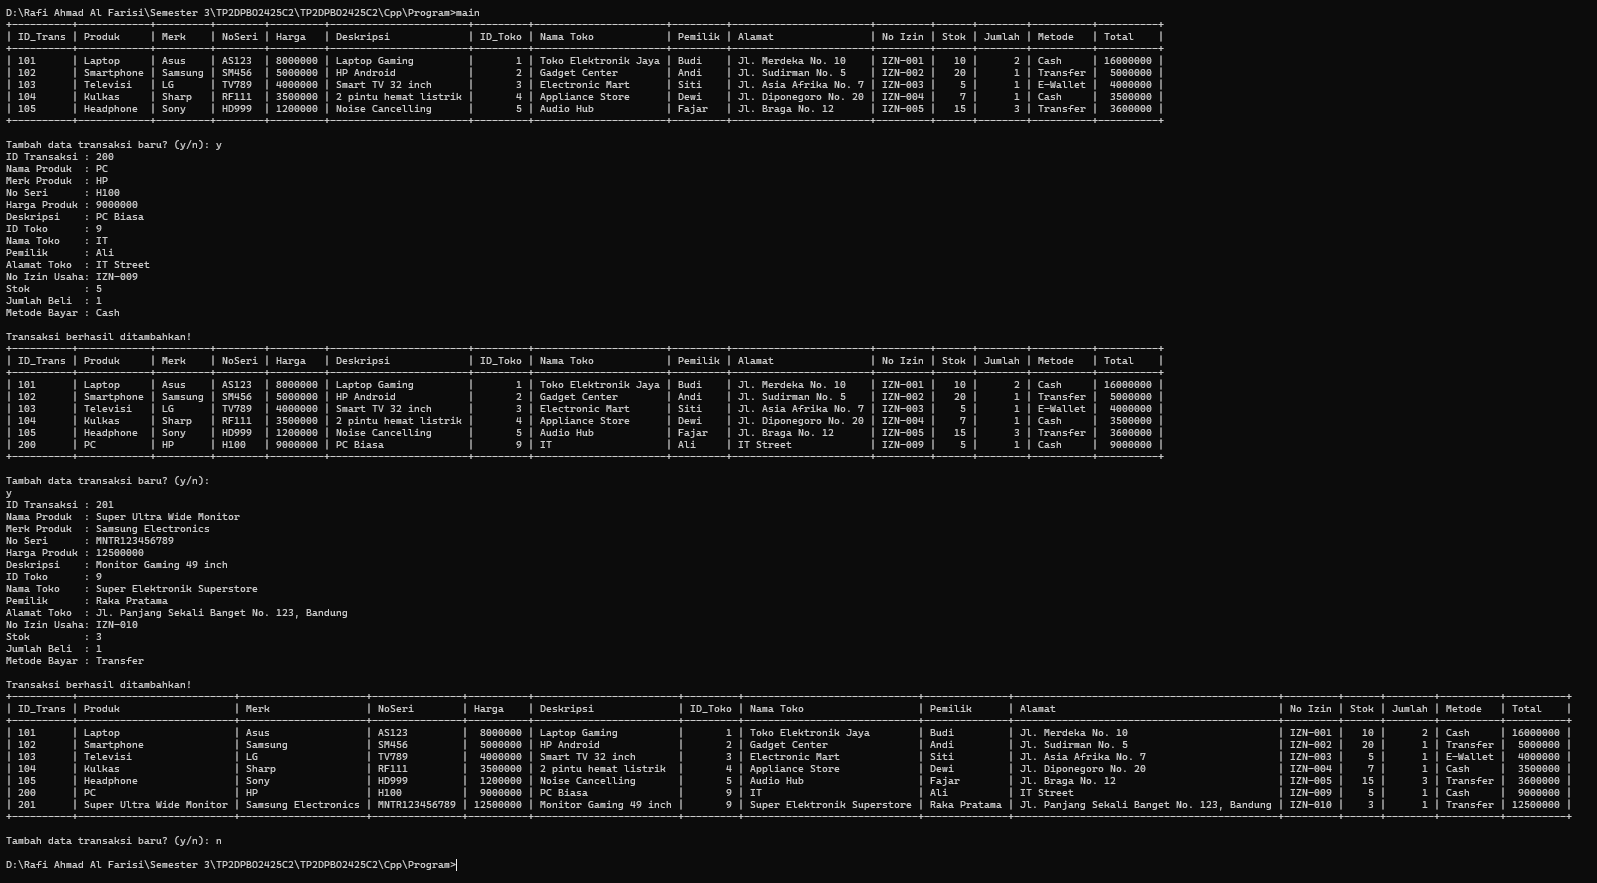 D:\Rafi Ahmad Al Farisi\Semester 3\TP2DPBO2425C2\TP2DPBO2425C2\Cpp\Program>main
+----------+------------+---------+--------+---------+-----------------------+---------+----------------------+---------+-----------------------+---------+------+--------+----------+----------+
| ID_Trans | Produk     | Merk    | NoSeri | Harga   | Deskripsi             | ID_Toko | Nama Toko            | Pemilik | Alamat                | No Izin | Stok | Jumlah | Metode   | Total    |
+----------+------------+---------+--------+---------+-----------------------+---------+----------------------+---------+-----------------------+---------+------+--------+----------+----------+
| 101      | Laptop     | Asus    | AS123  | 8000000 | Laptop Gaming         |       1 | Toko Elektronik Jaya | Budi    | Jl. Merdeka No. 10    | IZN-001 |   10 |      2 | Cash     | 16000000 |
| 102      | Smartphone | Samsung | SM456  | 5000000 | HP Android            |       2 | Gadget Center        | Andi    | Jl. Sudirman No. 5    | IZN-002 |   20 |      1 | Transfer |  5000000 |
| 103      | Televisi   | LG      | TV789  | 4000000 | Smart TV 32 inch      |       3 | Electronic Mart      | Siti    | Jl. Asia Afrika No. 7 | IZN-003 |    5 |      1 | E-Wallet |  4000000 |
| 104      | Kulkas     | Sharp   | RF111  | 3500000 | 2 pintu hemat listrik |       4 | Appliance Store      | Dewi    | Jl. Diponegoro No. 20 | IZN-004 |    7 |      1 | Cash     |  3500000 |
| 105      | Headphone  | Sony    | HD999  | 1200000 | Noise Cancelling      |       5 | Audio Hub            | Fajar   | Jl. Braga No. 12      | IZN-005 |   15 |      3 | Transfer |  3600000 |
+----------+------------+---------+--------+---------+-----------------------+---------+----------------------+---------+-----------------------+---------+------+--------+----------+----------+
Tambah data transaksi baru? (y/n): y
ID Transaksi : 200
Nama Produk  : PC
Merk Produk  : HP
No Seri      : H100
Harga Produk : 9000000
Deskripsi    : PC Biasa
ID Toko      : 9
Nama Toko    : IT
Pemilik      : Ali
Alamat Toko  : IT Street
No Izin Usaha: IZN-009
Stok         : 5
Jumlah Beli  : 1
Metode Bayar : Cash
Transaksi berhasil ditambahkan!
+----------+------------+---------+--------+---------+-----------------------+---------+----------------------+---------+-----------------------+---------+------+--------+----------+----------+
| ID_Trans | Produk     | Merk    | NoSeri | Harga   | Deskripsi             | ID_Toko | Nama Toko            | Pemilik | Alamat                | No Izin | Stok | Jumlah | Metode   | Total    |
+----------+------------+---------+--------+---------+-----------------------+---------+----------------------+---------+-----------------------+---------+------+--------+----------+----------+
| 101      | Laptop     | Asus    | AS123  | 8000000 | Laptop Gaming         |       1 | Toko Elektronik Jaya | Budi    | Jl. Merdeka No. 10    | IZN-001 |   10 |      2 | Cash     | 16000000 |
| 102      | Smartphone | Samsung | SM456  | 5000000 | HP Android            |       2 | Gadget Center        | Andi    | Jl. Sudirman No. 5    | IZN-002 |   20 |      1 | Transfer |  5000000 |
| 103      | Televisi   | LG      | TV789  | 4000000 | Smart TV 32 inch      |       3 | Electronic Mart      | Siti    | Jl. Asia Afrika No. 7 | IZN-003 |    5 |      1 | E-Wallet |  4000000 |
| 104      | Kulkas     | Sharp   | RF111  | 3500000 | 2 pintu hemat listrik |       4 | Appliance Store      | Dewi    | Jl. Diponegoro No. 20 | IZN-004 |    7 |      1 | Cash     |  3500000 |
| 105      | Headphone  | Sony    | HD999  | 1200000 | Noise Cancelling      |       5 | Audio Hub            | Fajar   | Jl. Braga No. 12      | IZN-005 |   15 |      3 | Transfer |  3600000 |
| 200      | PC         | HP      | H100   | 9000000 | PC Biasa              |       9 | IT                   | Ali     | IT Street             | IZN-009 |    5 |      1 | Cash     |  9000000 |
+----------+------------+---------+--------+---------+-----------------------+---------+----------------------+---------+-----------------------+---------+------+--------+----------+----------+
Tambah data transaksi baru? (y/n):
y
ID Transaksi : 201
Nama Produk  : Super Ultra Wide Monitor
Merk Produk  : Samsung Electronics
No Seri      : MNTR123456789
Harga Produk : 12500000
Deskripsi    : Monitor Gaming 49 inch
ID Toko      : 9
Nama Toko    : Super Elektronik Superstore
Pemilik      : Raka Pratama
Alamat Toko  : Jl. Panjang Sekali Banget No. 123, Bandung
No Izin Usaha: IZN-010
Stok         : 3
Jumlah Beli  : 1
Metode Bayar : Transfer
Transaksi berhasil ditambahkan!
+----------+--------------------------+---------------------+---------------+----------+------------------------+---------+-----------------------------+--------------+--------------------------------------------+---------+------+--------+----------+----------+
| ID_Trans | Produk                   | Merk                | NoSeri        | Harga    | Deskripsi              | ID_Toko | Nama Toko                   | Pemilik      | Alamat                                     | No Izin | Stok | Jumlah | Metode   | Total    |
+----------+--------------------------+---------------------+---------------+----------+------------------------+---------+-----------------------------+--------------+--------------------------------------------+---------+------+--------+----------+----------+
| 101      | Laptop                   | Asus                | AS123         |  8000000 | Laptop Gaming          |       1 | Toko Elektronik Jaya        | Budi         | Jl. Merdeka No. 10                         | IZN-001 |   10 |      2 | Cash     | 16000000 |
| 102      | Smartphone               | Samsung             | SM456         |  5000000 | HP Android             |       2 | Gadget Center               | Andi         | Jl. Sudirman No. 5                         | IZN-002 |   20 |      1 | Transfer |  5000000 |
| 103      | Televisi                 | LG                  | TV789         |  4000000 | Smart TV 32 inch       |       3 | Electronic Mart             | Siti         | Jl. Asia Afrika No. 7                      | IZN-003 |    5 |      1 | E-Wallet |  4000000 |
| 104      | Kulkas                   | Sharp               | RF111         |  3500000 | 2 pintu hemat listrik  |       4 | Appliance Store             | Dewi         | Jl. Diponegoro No. 20                      | IZN-004 |    7 |      1 | Cash     |  3500000 |
| 105      | Headphone                | Sony                | HD999         |  1200000 | Noise Cancelling       |       5 | Audio Hub                   | Fajar        | Jl. Braga No. 12                           | IZN-005 |   15 |      3 | Transfer |  3600000 |
| 200      | PC                       | HP                  | H100          |  9000000 | PC Biasa               |       9 | IT                          | Ali          | IT Street                                  | IZN-009 |    5 |      1 | Cash     |  9000000 |
| 201      | Super Ultra Wide Monitor | Samsung Electronics | MNTR123456789 | 12500000 | Monitor Gaming 49 inch |       9 | Super Elektronik Superstore | Raka Pratama | Jl. Panjang Sekali Banget No. 123, Bandung | IZN-010 |    3 |      1 | Transfer | 12500000 |
+----------+--------------------------+---------------------+---------------+----------+------------------------+---------+-----------------------------+--------------+--------------------------------------------+---------+------+--------+----------+----------+
Tambah data transaksi baru? (y/n): n
D:\Rafi Ahmad Al Farisi\Semester 3\TP2DPBO2425C2\TP2DPBO2425C2\Cpp\Program>